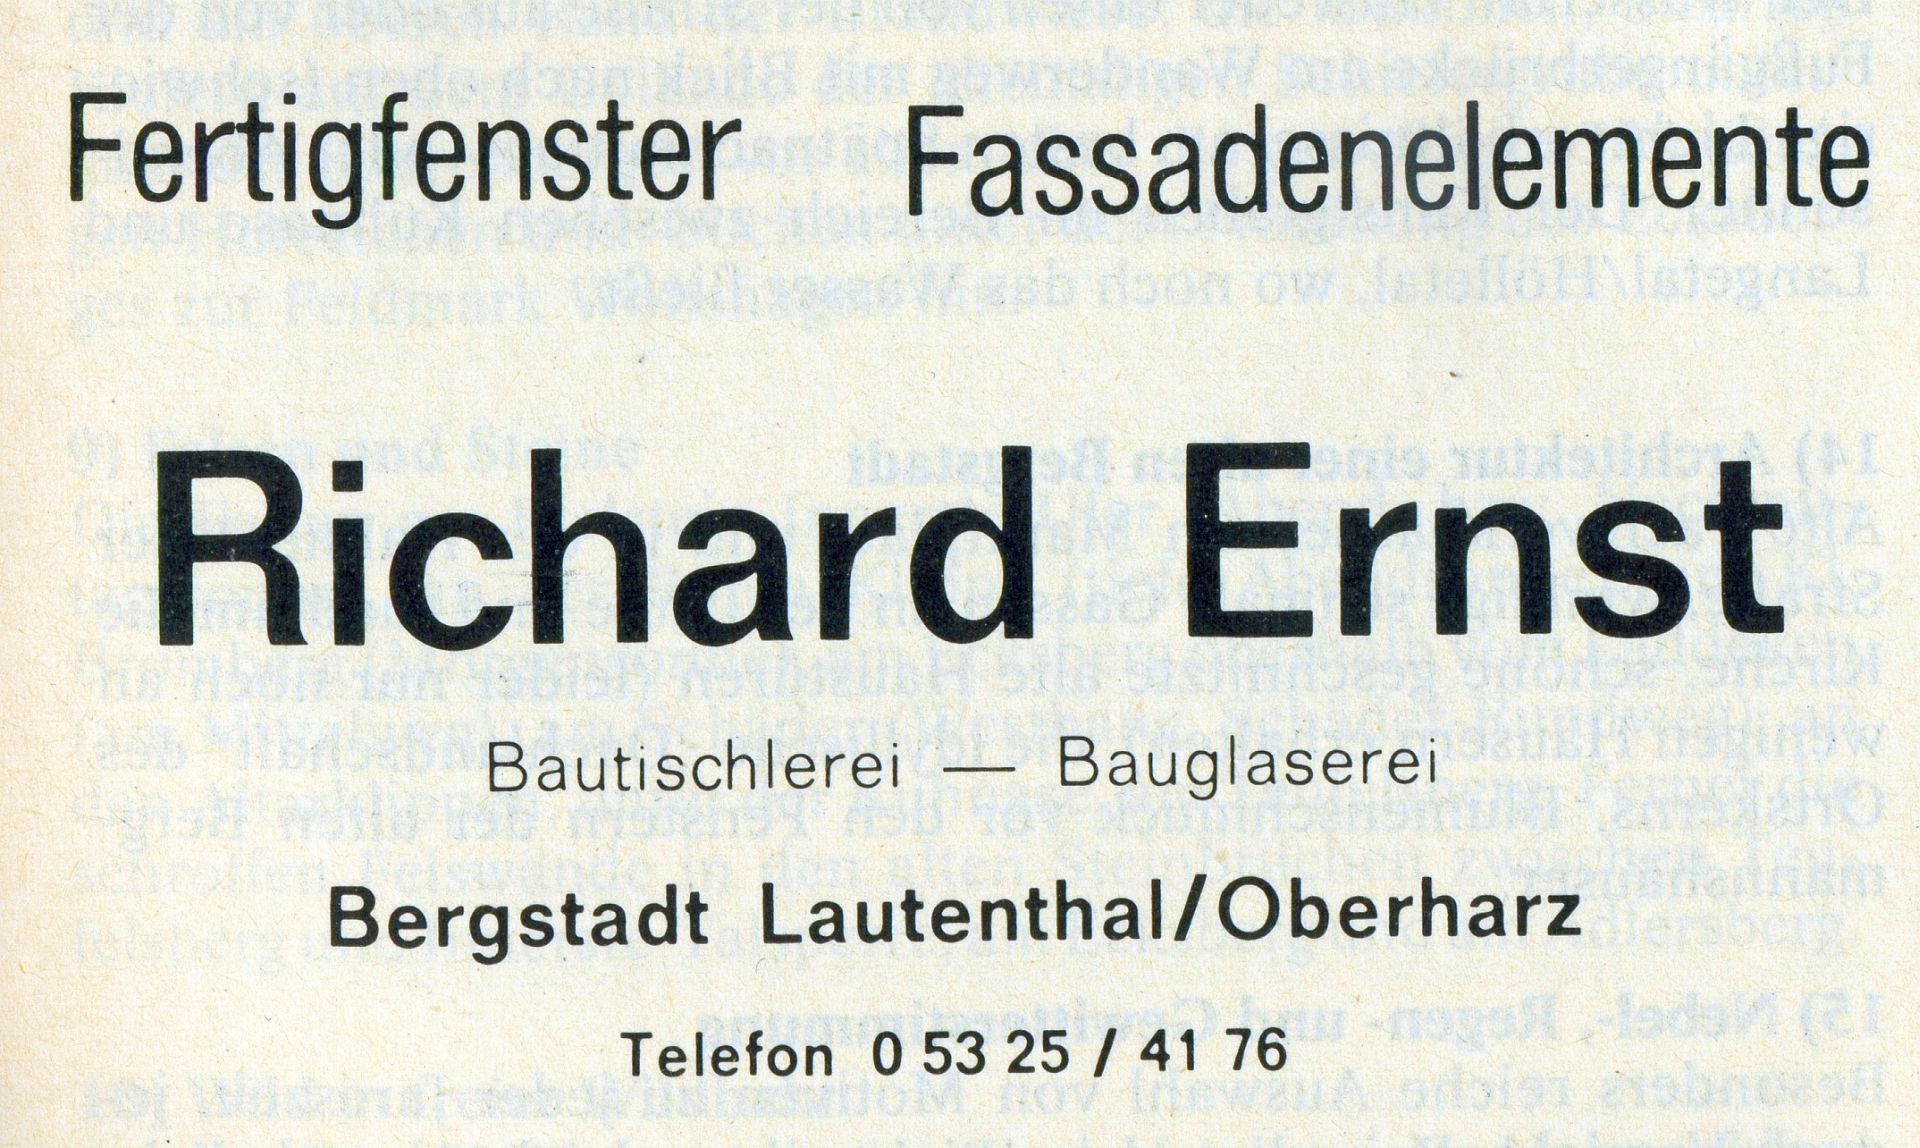 Fertigfenster Fassadenelemente
Richard Ernst
Bautischlerei — Bauglaserei
Bergstadt Lautenthal/Oberharz
Telefon 0 53 25 / 41 76